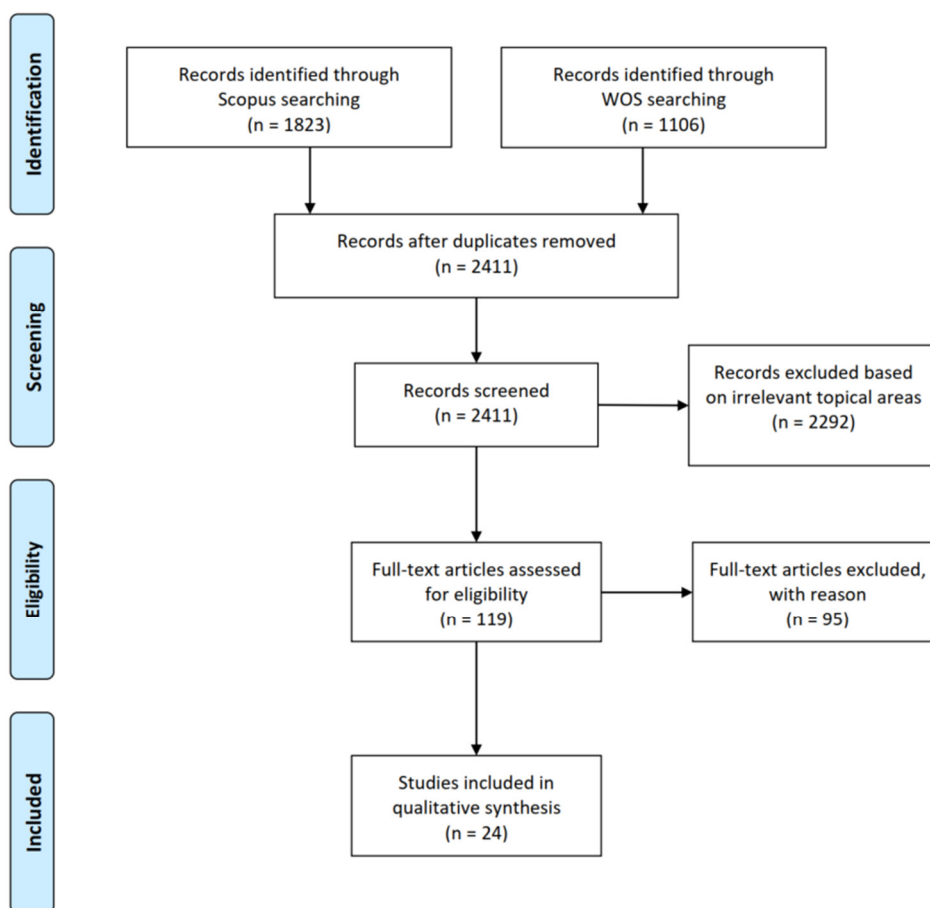 Identification
Records identified through
Scopus searching
(n = 1823)
Records identified through
WOS searching
(n = 1106)
Records after duplicates removed
(n = 2411)
Screening
Records screened
(n = 2411)
Records excluded based
on irrelevant topical areas
(n = 2292)
Eligibility
Full-text articles assessed
for eligibility
(n = 119)
Full-text articles excluded,
with reason
(n = 95)
Included
Studies included in
qualitative synthesis
(n = 24)